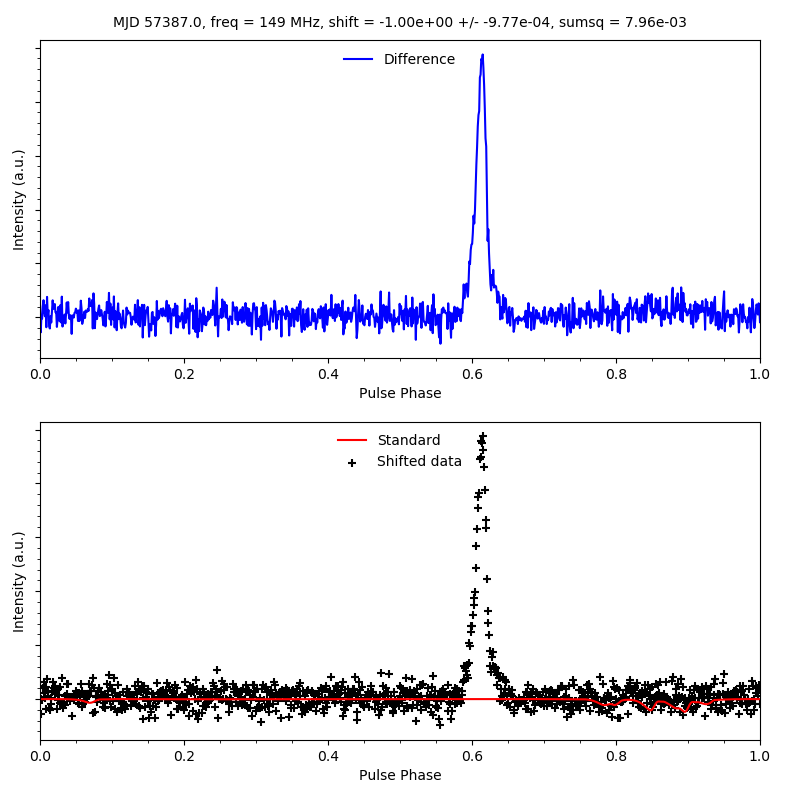 MJD 57387.0, freq = 149 MHz, shift = -1.00e+00 +/- -9.77e-04, sumsq = 7.96e-03
Difference
Intensity (a.u.)
0.0 0.2 0.4 0.6 0.8 1.0
Pulse Phase
Standard
Shifted data
Intensity (a.u.)
0.0 0.2 0.4 0.6 0.8 1.0
Pulse Phase